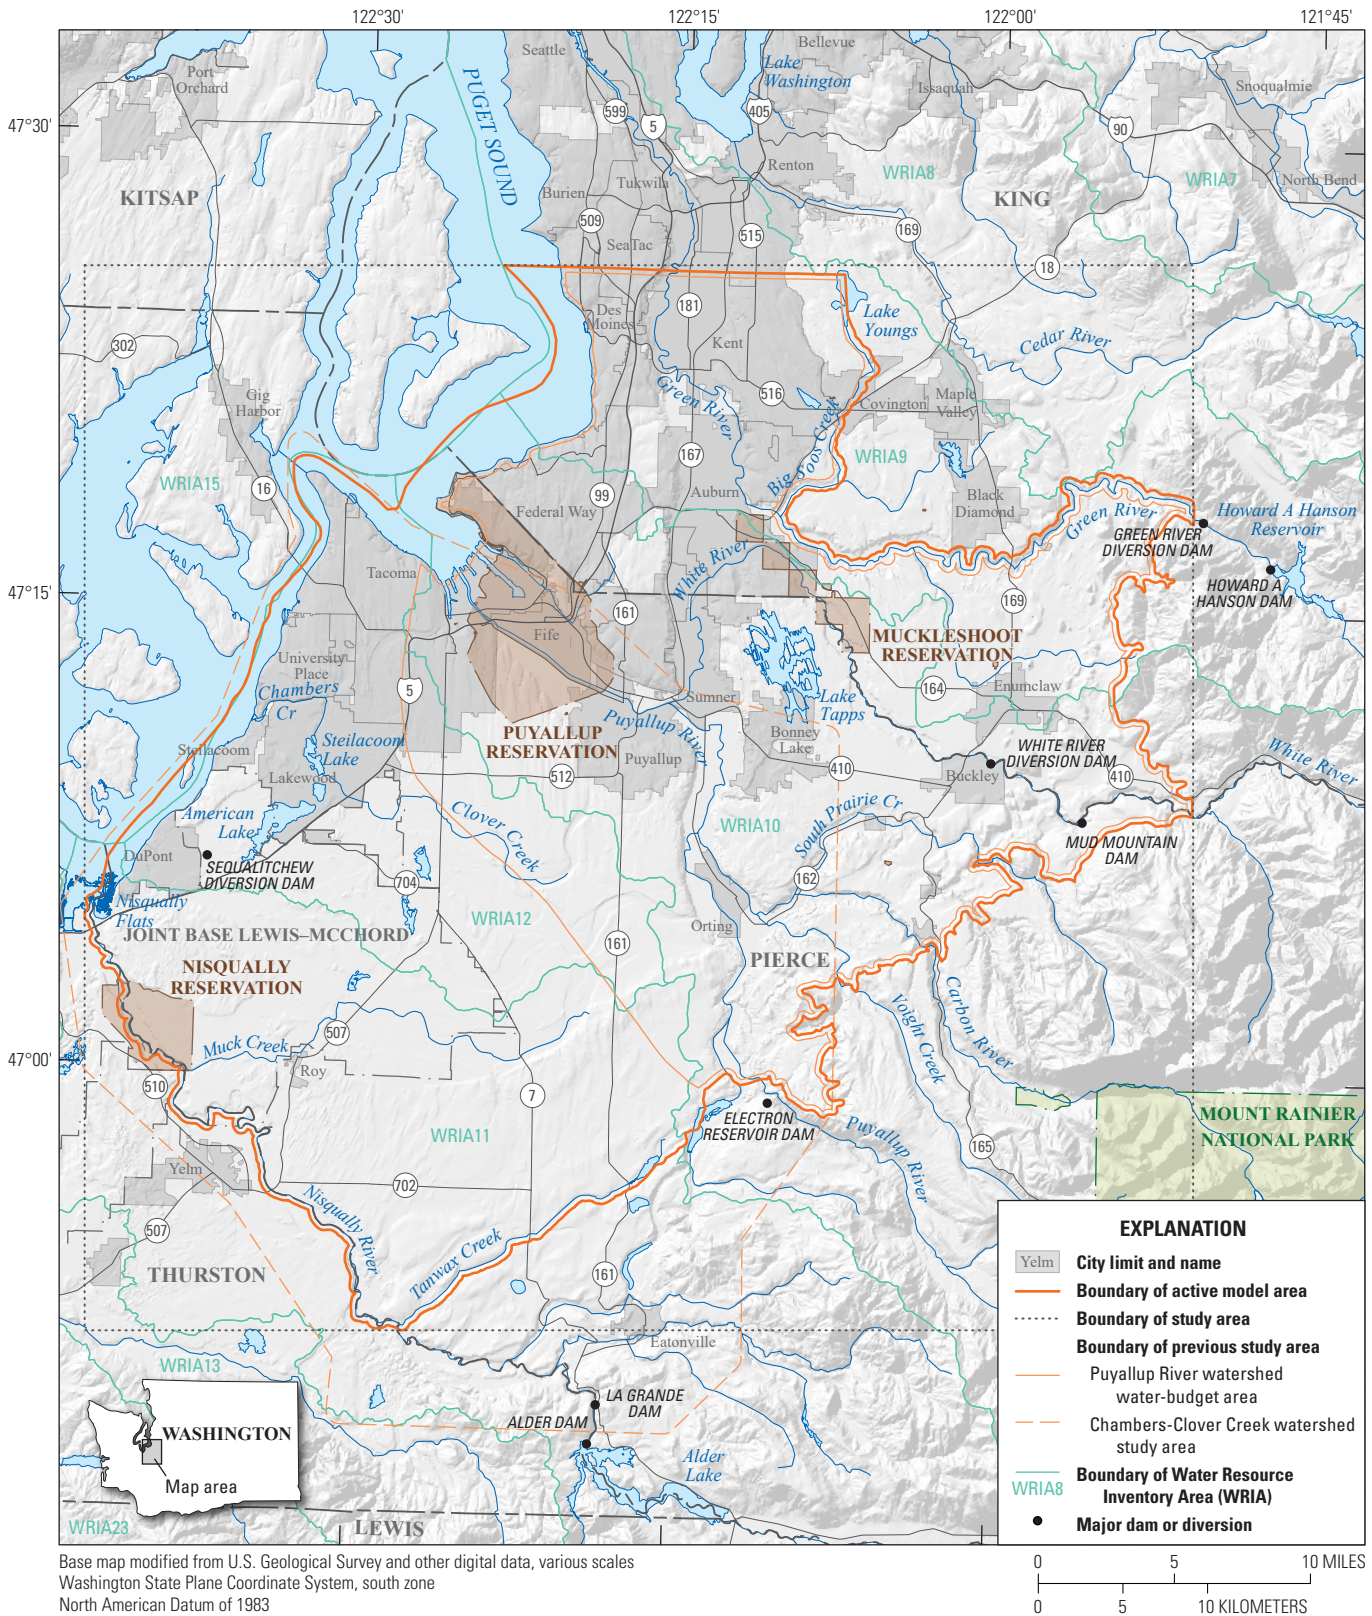 122°30'
122°15'
122°00'
121°45'
47°30'
47°15'
47°00'
Seattle
Bellevue
Port
Orchard
Lake
Washington
Issaquah
Snoqualmie
PUGET SOUND
599
5
405
90
Renton
WRIA8
WRIA7
North Bend
KITSAP
Burien
Tukwila
KING
509
SeaTac
515
169
18
Des
Moines
181
Lake
Youngs
302
Kent
Cedar River
Gig
Harbor
Green River
516
Covington
Maple
Valley
Big Soos Creek
167
WRIA9
WRIA15
16
99
Auburn
Federal Way
Black
Diamond
Green River
Howard A Hanson
Reservoir
GREEN RIVER
DIVERSION DAM
White River
Tacoma
HOWARD A
HANSON DAM
161
169
Fife
MUCKLESHOOT
RESERVATION
University
Place
Chambers
Cr
5
Sumner
Lake
Tapps
164
Enumclaw
Puyallup River
PUYALLUP
RESERVATION
Steilacoom
Steilacoom
Lake
Bonney
Lake
WHITE RIVER
DIVERSION DAM
White River
Puyallup
Lakewood
512
410
Buckley
410
American
Lake
Clover Creek
South Prairie Cr
WRIA10
MUD MOUNTAIN
DAM
DuPont
SEQUALITCHEW
DIVERSION DAM
704
162
Nisqually
Flats
WRIA12
Orting
JOINT BASE LEWIS–MCCHORD
161
PIERCE
NISQUALLY
RESERVATION
Voight Creek
Carbon River
507
Muck Creek
Roy
510
7
ELECTRON
RESERVOIR DAM
Puyallup River
MOUNT RAINIER
NATIONAL PARK
WRIA11
165
Yelm
702
Nisqually River
507
Tanwax Creek
THURSTON
161
Eatonville
WRIA13
LA GRANDE
DAM
ALDER DAM
Alder
Lake
WASHINGTON
Map area
WRIA23
LEWIS
EXPLANATION
Yelm City limit and name
Boundary of active model area
Boundary of study area
Boundary of previous study area
Puyallup River watershed
water-budget area
Chambers-Clover Creek watershed
study area
Boundary of Water Resource
WRIA8 Inventory Area (WRIA)
Major dam or diversion
Base map modified from U.S. Geological Survey and other digital data, various scales
Washington State Plane Coordinate System, south zone
North American Datum of 1983
0 5 10 MILES
0 5 10 KILOMETERS